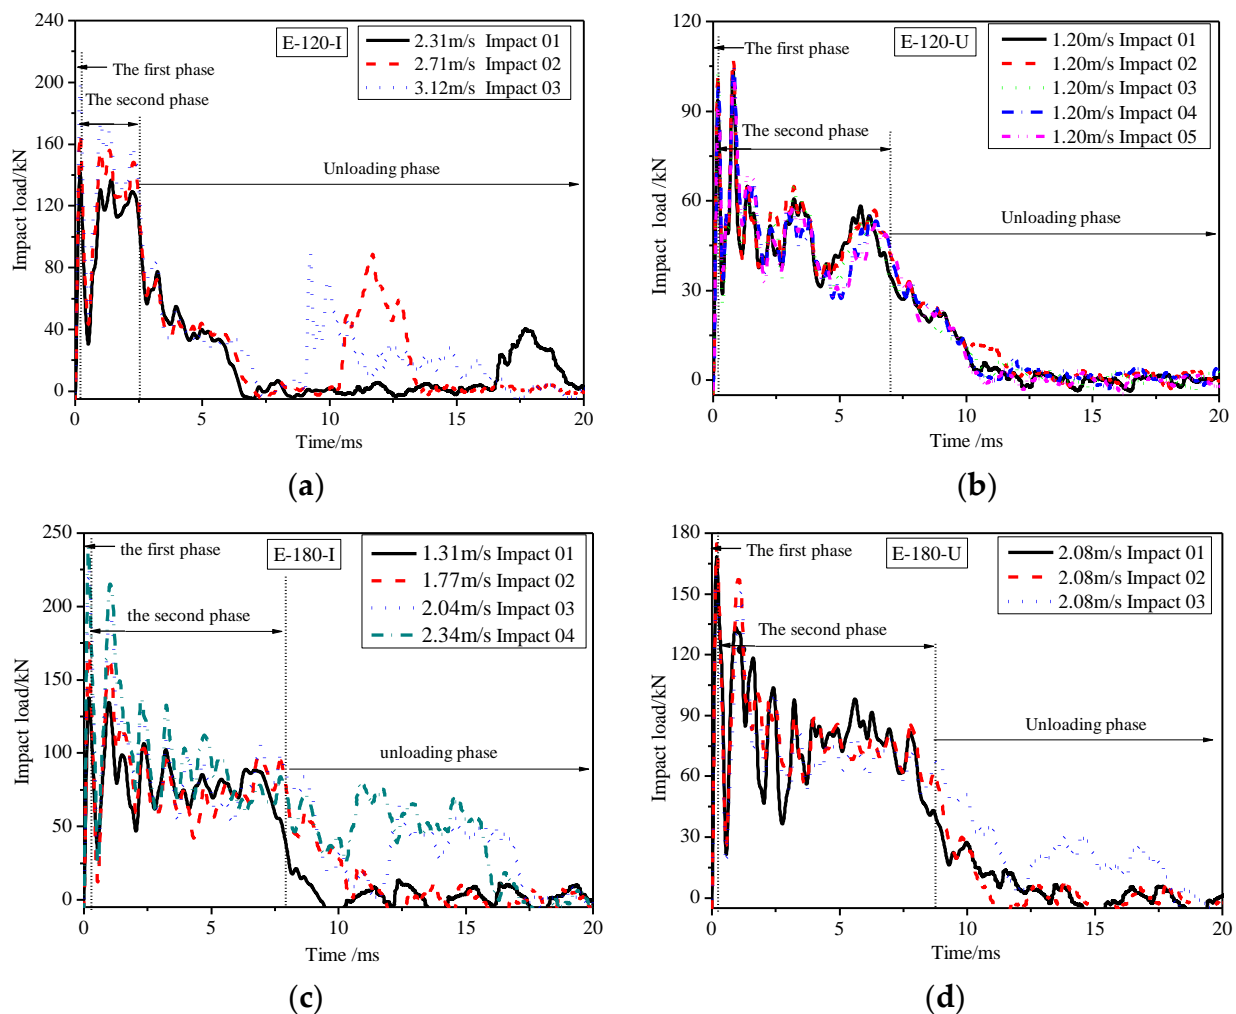 240
200
160
120
80
40
0
Impact load/kN
E-120-I
2.31m/s Impact 01
2.71m/s Impact 02
3.12m/s Impact 03
The first phase
The second phase
Unloading phase
0 5 10 15 20
Time/ms
(a)
120
90
60
30
0
Impact load /kN
The first phase
E-120-U
1.20m/s Impact 01
1.20m/s Impact 02
1.20m/s Impact 03
1.20m/s Impact 04
1.20m/s Impact 05
The second phase
Unloading phase
0 5 10 15 20
Time /ms
(b)
250
200
150
100
50
0
Impact load/kN
the first phase
E-180-I
1.31m/s Impact 01
1.77m/s Impact 02
2.04m/s Impact 03
2.34m/s Impact 04
the second phase
unloading phase
0 5 10 15 20
Time /ms
(c)
180
150
120
90
60
30
0
Impact load/kN
The first phase
E-180-U
2.08m/s Impact 01
2.08m/s Impact 02
2.08m/s Impact 03
The second phase
Unloading phase
0 5 10 15 20
Time/ms
(d)